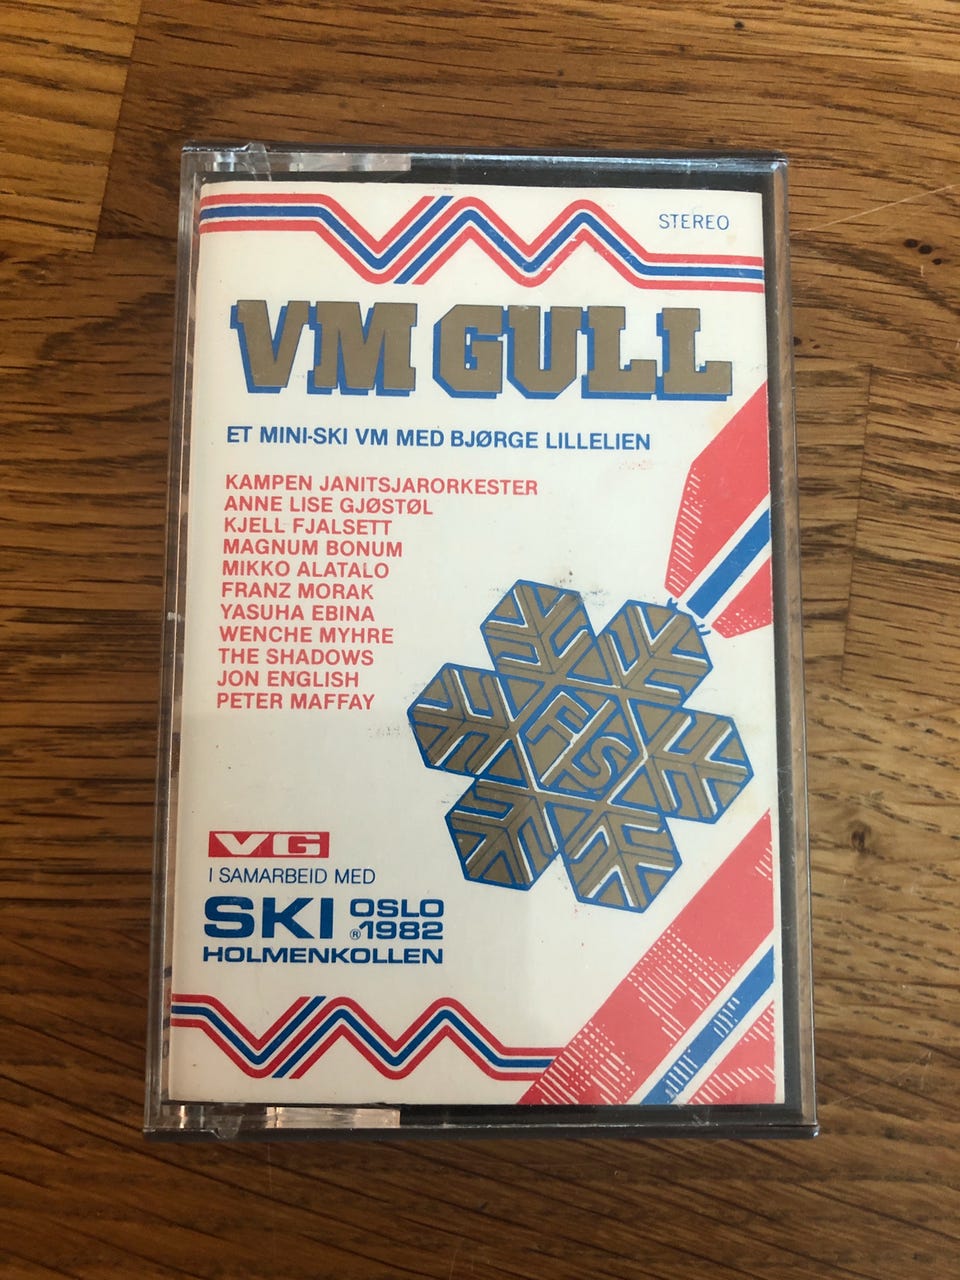 STEREO
VM GULL
ET MINI-SKI VM MED BJØRGE LILLELIEN
KAMPEN JANITSJARORKESTER
ANNE LISE GJØSTØL
KJELL FJALSETT
MAGNUM BONUM
MIKKO ALATALO
FRANZ MORAK
YASUHA EBINA
WENCHE MYHRE
THE SHADOWS
JON ENGLISH
PETER MAFFAY
FIS
VG
I SAMARBEID MED
SKI OSLO ® 1982
HOLMENKOLLEN